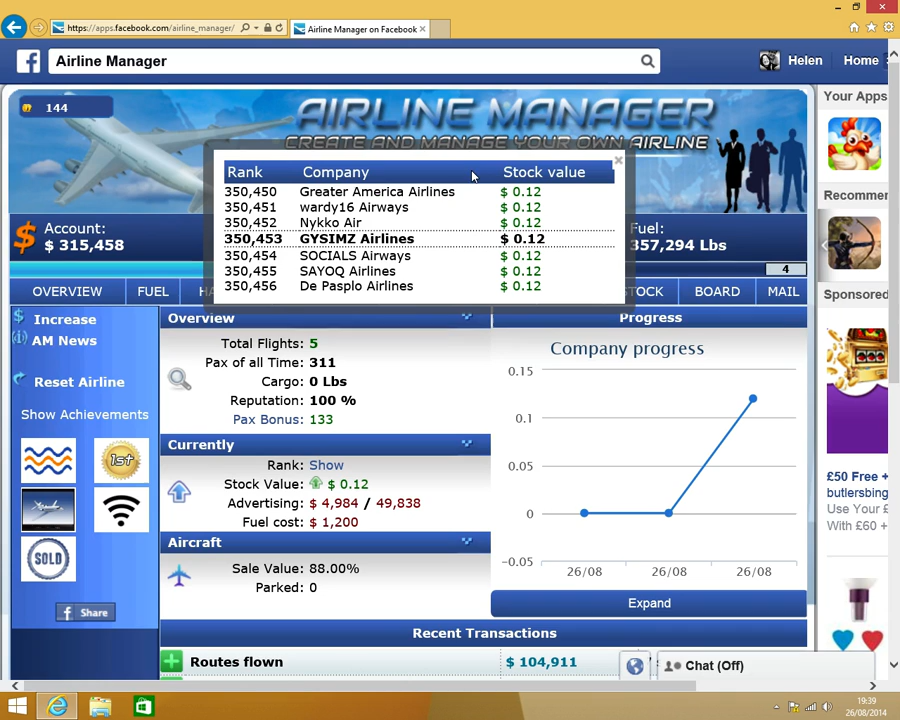 https://apps.facebook.com/airline_manager/
Airline Manager on Facebook
Airline Manager
Helen
Home
144
AIRLINE MANAGER
CREATE AND MANAGE YOUR OWN AIRLINE
Your Apps
Rank Company Stock value
350,450 Greater America Airlines $ 0.12
350,451 wardy16 Airways $ 0.12
350,452 Nykko Air $ 0.12
350,453 GYSIMZ Airlines $ 0.12
350,454 SOCIALS Airways $ 0.12
350,455 SAYOQ Airlines $ 0.12
350,456 De Pasplo Airlines $ 0.12
Account:
$ 315,458
Fuel:
357,294 Lbs
4
OVERVIEW FUEL BOARD MAIL
Increase
AM News
Reset Airline
Show Achievements
1st
SOLD
Share
Overview
Total Flights: 5
Pax of all Time: 311
Cargo: 0 Lbs
Reputation: 100 %
Pax Bonus: 133
Currently
Rank: Show
Stock Value: $ 0.12
Advertising: $ 4,984 / 49,838
Fuel cost: $ 1,200
Aircraft
Sale Value: 88.00%
Parked: 0
Progress
Company progress
0.15
0.1
0.05
0
-0.05
26/08 26/08 26/08
Expand
Recent Transactions
Routes flown $ 104,911
Chat (Off)
Recommen
Sponsored
£50 Free +
butlersbing
Use Your £
With £60 +
19:39
26/08/2014